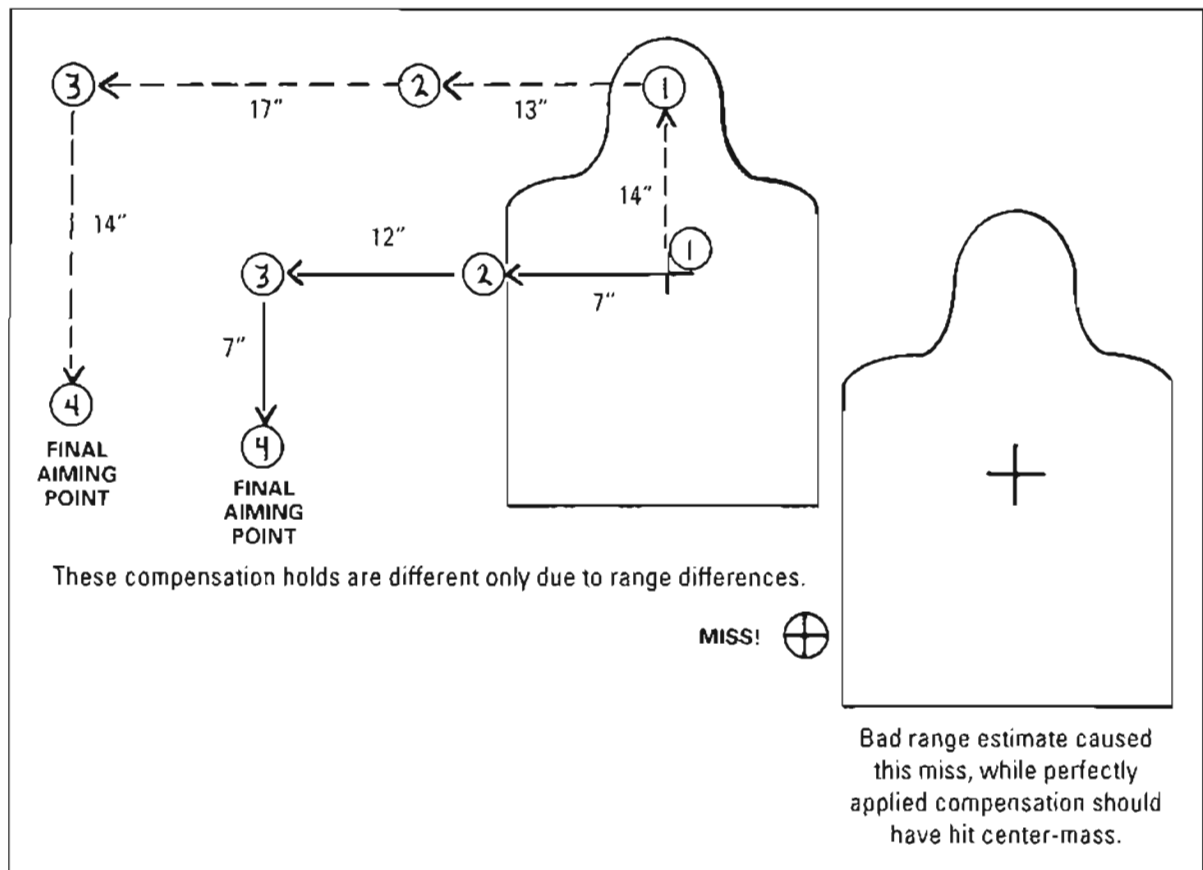 3
2
1
17"
13"
14"
14"
1
12"
3
2
7"
7"
4
4
FINAL
AIMING
POINT
FINAL
AIMING
POINT
These compensation holds are different only due to range differences.
MISS!
Bad range estimate caused
this miss, while perfectly
applied compensation should
have hit center-mass.